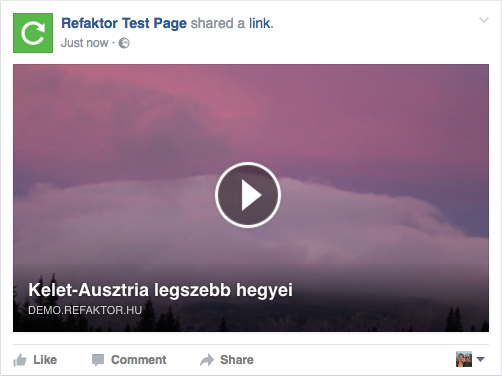 Refaktor Test Page shared a link.
Just now ·
Kelet-Ausztria legszebb hegyei
DEMO.REFAKTOR.HU
Like Comment Share